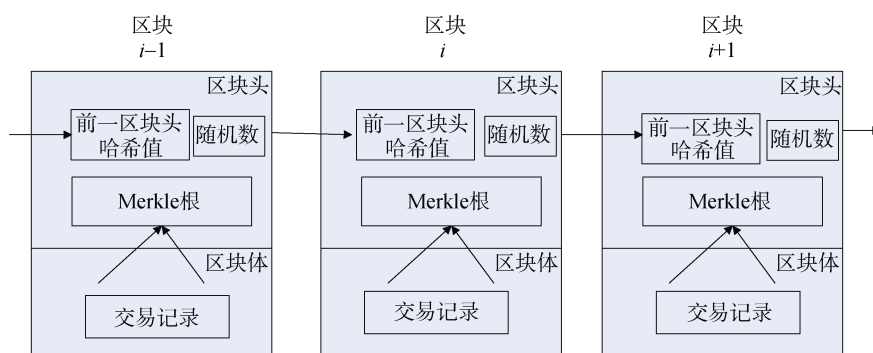 区块
i−1
区块头
前一区块头
哈希值
随机数
Merkle根
区块体
交易记录
区块
i
区块头
前一区块头
哈希值
随机数
Merkle根
区块体
交易记录
区块
i+1
区块头
前一区块头
哈希值
随机数
Merkle根
区块体
交易记录